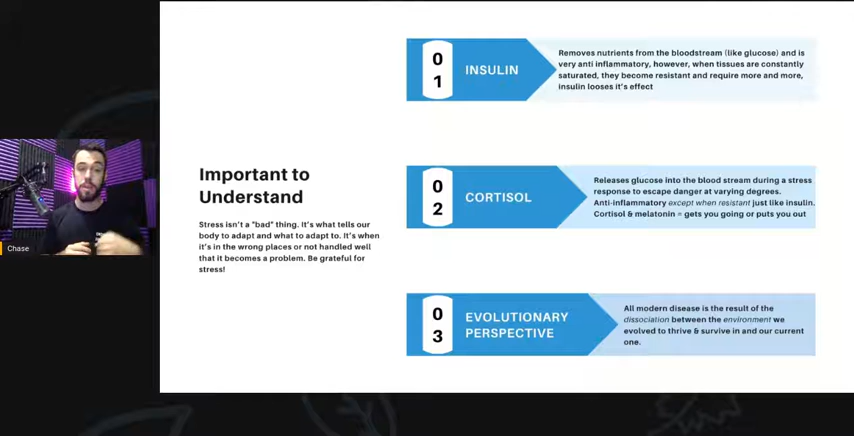 Important to
Understand
Stress isn't a "bad" thing. It's what tells our
body to adapt and what to adapt to. It's when
it's in the wrong places or not handled well
that it becomes a problem. Be grateful for
stress!
0
1
INSULIN
Removes nutrients from the bloodstream (like glucose) and is
very anti inflammatory, however, when tissues are constantly
saturated, they become resistant and require more and more,
insulin looses it's effect
0
2
CORTISOL
Releases glucose into the blood stream during a stress
response to escape danger at varying degrees.
Anti-inflammatory except when resistant just like insulin.
Cortisol & melatonin = gets you going or puts you out
0
3
EVOLUTIONARY
PERSPECTIVE
All modern disease is the result of the
dissociation between the environment we
evolved to thrive & survive in and our current
one.
Chase